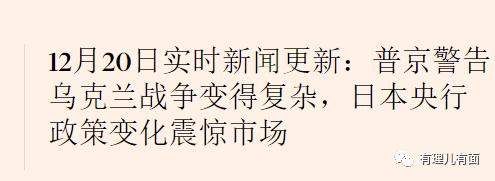 12月20日实时新闻更新：普京警告
乌克兰战争变得复杂，日本央行
政策变化震惊市场
有理儿有面